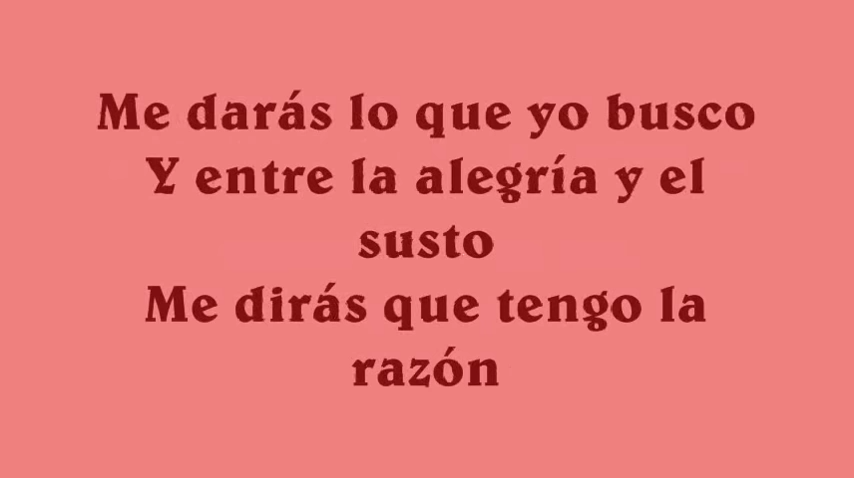 Me darás lo que yo busco
Y entre la alegría y el
susto
Me dirás que tengo la
razón